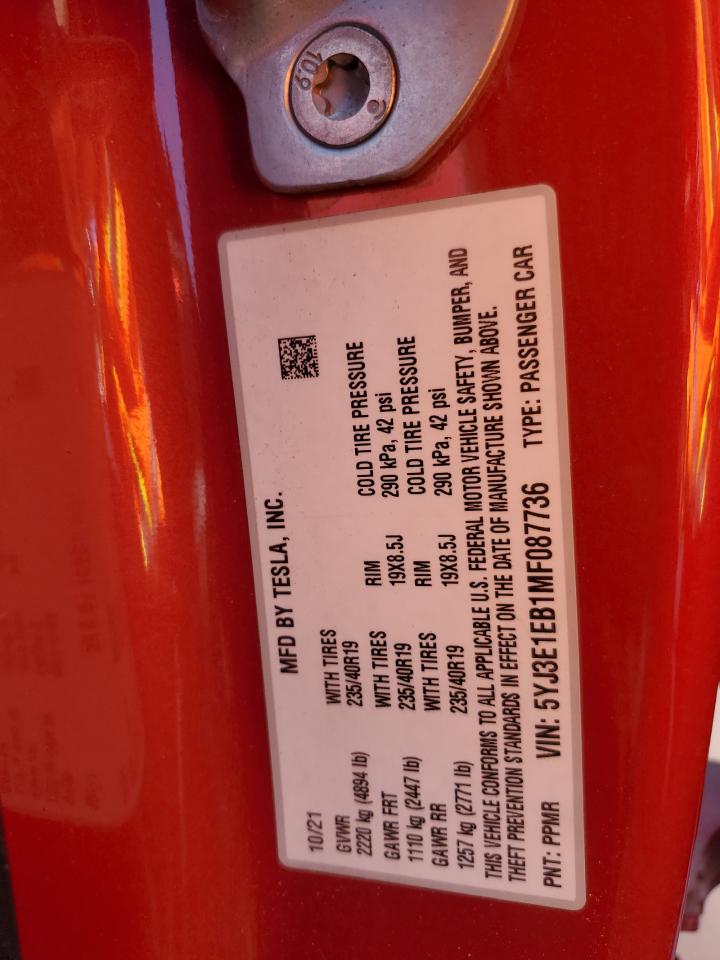 10.9
MFD BY TESLA, INC.
10/21
GVWR WITH TIRES RIM COLD TIRE PRESSURE
2220 kg (4894 lb) 235/40R19 19X8.5J 290 kPa, 42 psi
GAWR FRT WITH TIRES RIM COLD TIRE PRESSURE
1110 kg (2447 lb) 235/40R19 19X8.5J 290 kPa, 42 psi
GAWR RR WITH TIRES
1257 kg (2771 lb) 235/40R19
THIS VEHICLE CONFORMS TO ALL APPLICABLE U.S. FEDERAL MOTOR VEHICLE SAFETY, BUMPER, AND
THEFT PREVENTION STANDARDS IN EFFECT ON THE DATE OF MANUFACTURE SHOWN ABOVE.
PNT: PPMR VIN: 5YJ3E1EB1MF087736 TYPE: PASSENGER CAR